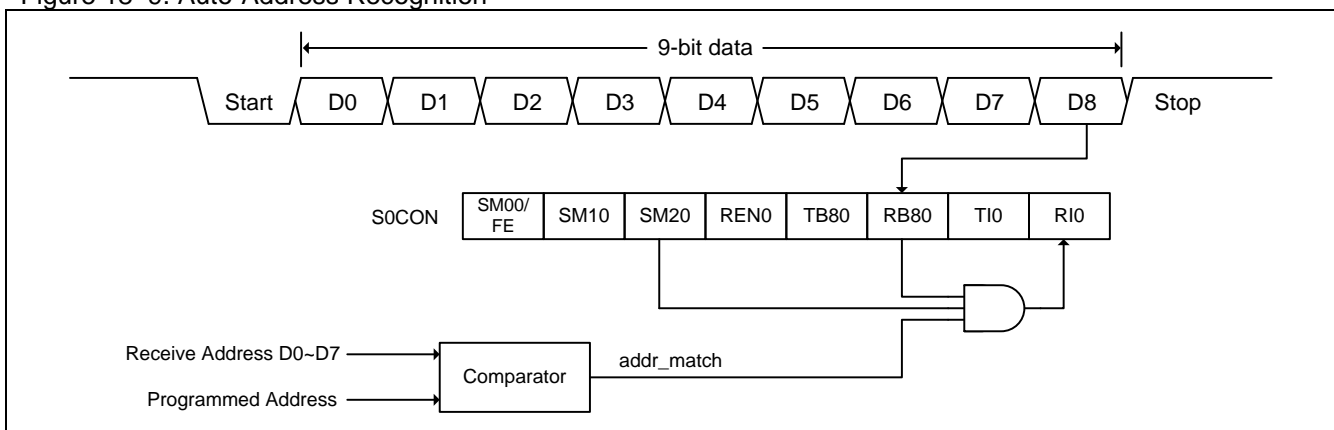 Figure 18–9. Auto-Address Recognition
9-bit data
Start D0 D1 D2 D3 D4 D5 D6 D7 D8 Stop
S0CON SM00/ FE SM10 SM20 REN0 TB80 RB80 TI0 RI0
Receive Address D0~D7
Comparator
addr_match
Programmed Address